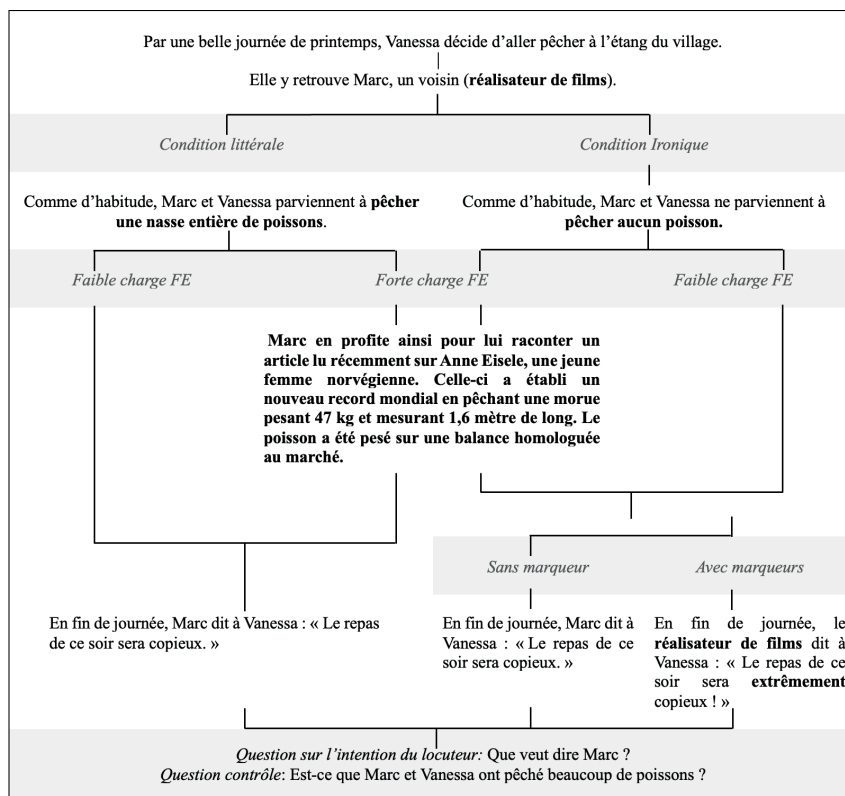 Par une belle journée de printemps, Vanessa décide d’aller pêcher à l’étang du village.
Elle y retrouve Marc, un voisin (réalisateur de films).
Condition littérale
Condition Ironique
Comme d’habitude, Marc et Vanessa parviennent à pêcher
une nasse entière de poissons.
Comme d’habitude, Marc et Vanessa ne parviennent à
pêcher aucun poisson.
Faible charge FE
Forte charge FE
Faible charge FE
Marc en profite ainsi pour lui raconter un
article lu récemment sur Anne Eisele, une jeune
femme norvégienne. Celle-ci a établi un
nouveau record mondial en pêchant une morue
pesant 47 kg et mesurant 1,6 mètre de long. Le
poisson a été pesé sur une balance homologuée
au marché.
Sans marqueur
Avec marqueurs
En fin de journée, Marc dit à Vanessa : « Le repas
de ce soir sera copieux. »
En fin de journée, Marc dit à
Vanessa : « Le repas de ce
soir sera copieux. »
En fin de journée, le
réalisateur de films dit à
Vanessa : « Le repas de ce
soir sera extrêmement
copieux ! »
Question sur l’intention du locuteur: Que veut dire Marc ?
Question contrôle: Est-ce que Marc et Vanessa ont pêché beaucoup de poissons ?